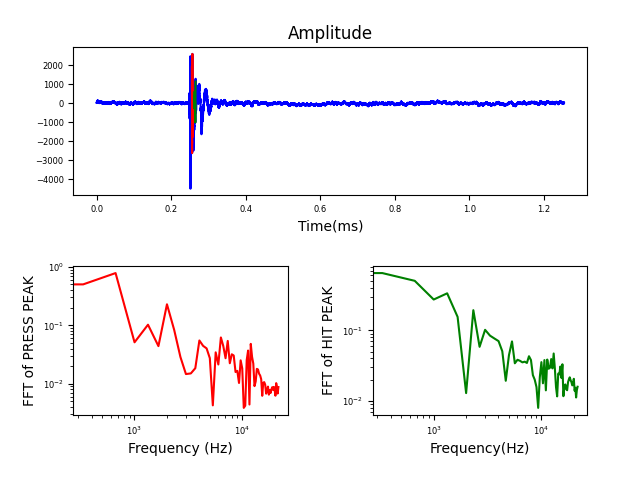 Amplitude
2000
1000
0
−1000
−2000
−3000
−4000
0.0 0.2 0.4 0.6 0.8 1.0 1.2
Time(ms)
FFT of PRESS PEAK
10⁰
10⁻¹
10⁻²
10³ 10⁴
Frequency (Hz)
FFT of HIT PEAK
10⁻¹
10⁻²
10³ 10⁴
Frequency(Hz)